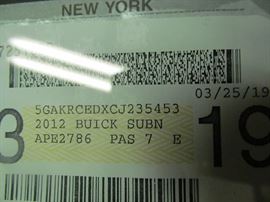 NEW YORK
03/25/19
5GAKRCEDXCJ235453
2012 BUICK SUBN
APE2786 PAS 7 E
3
19